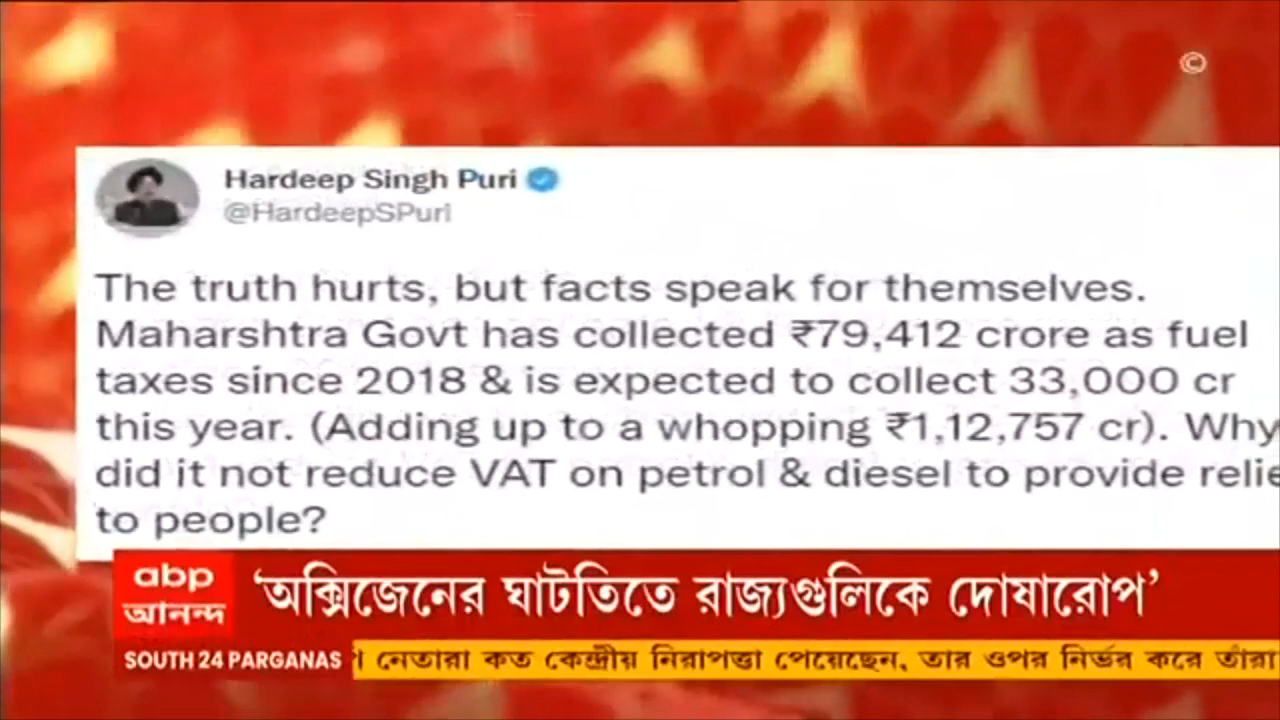 ©
Hardeep Singh Puri
@HardeepSPuri
The truth hurts, but facts speak for themselves.
Maharshtra Govt has collected ₹79,412 crore as fuel
taxes since 2018 & is expected to collect 33,000 cr
this year. (Adding up to a whopping ₹1,12,757 cr). Why
did it not reduce VAT on petrol & diesel to provide relie
to people?
abp
আনন্দ
‘অক্সিজেনের ঘাটতিতে রাজ্যগুলিকে দোষারোপ’
SOUTH 24 PARGANAS
নেতারা কত কেন্দ্রীয় নিরাপত্তা পেয়েছেন, তার ওপর নির্ভর করে তাঁরা